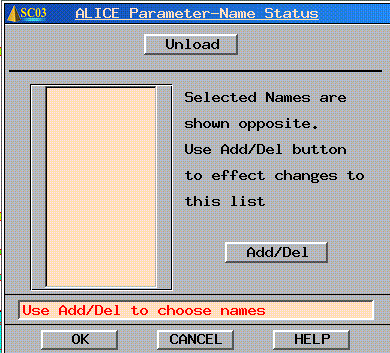 SC03 ALICE Parameter-Name Status
Unload
Selected Names are
shown opposite.
Use Add/Del button
to effect changes to
this list
Add/Del
Use Add/Del to choose names
OK CANCEL HELP